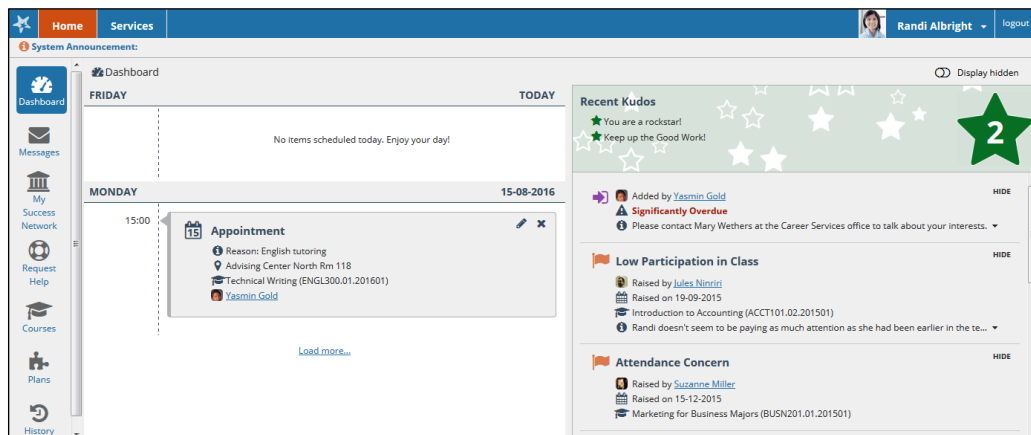 Home
Services
Randi Albright
logout
System Announcement:
Dashboard
Messages
My
Success
Network
Request
Help
Courses
Plans
History
Dashboard
Display hidden
FRIDAY
TODAY
No items scheduled today. Enjoy your day!
MONDAY
15-08-2016
15:00
15
Appointment
Reason: English tutoring
Advising Center North Rm 118
Technical Writing (ENGL300.01.201601)
Yasmin Gold
Load more...
Recent Kudos
You are a rockstar!
Keep up the Good Work!
2
Added by Yasmin Gold
HIDE
Significantly Overdue
Please contact Mary Wethers at the Career Services office to talk about your interests.
Low Participation in Class
HIDE
Raised by Jules Ninriri
Raised on 19-09-2015
Introduction to Accounting (ACCT101.02.201501)
Randi doesn't seem to be paying as much attention as she had been earlier in the te...
Attendance Concern
HIDE
Raised by Suzanne Miller
Raised on 15-12-2015
Marketing for Business Majors (BUSN201.01.201501)